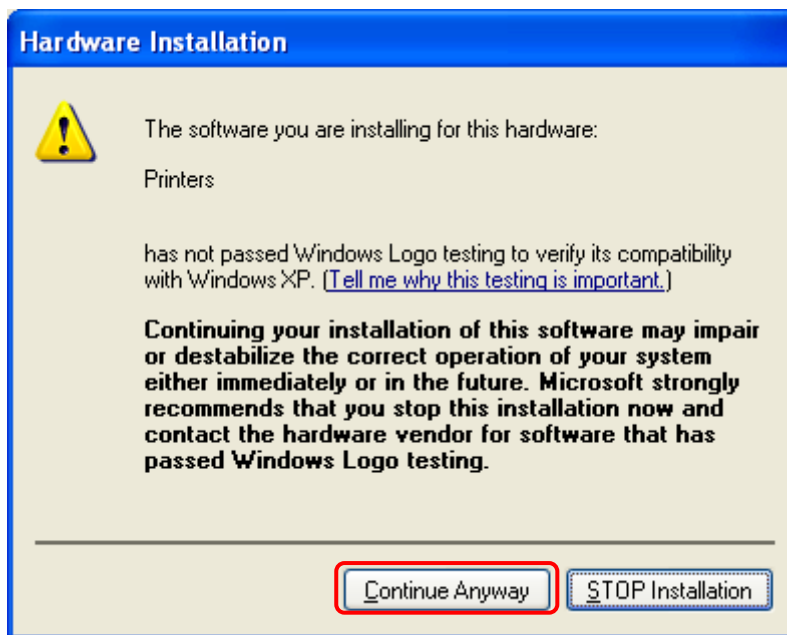 Hardware Installation
The software you are installing for this hardware:
Printers
has not passed Windows Logo testing to verify its compatibility
with Windows XP. (Tell me why this testing is important.)
Continuing your installation of this software may impair
or destabilize the correct operation of your system
either immediately or in the future. Microsoft strongly
recommends that you stop this installation now and
contact the hardware vendor for software that has
passed Windows Logo testing.
Continue Anyway
STOP Installation